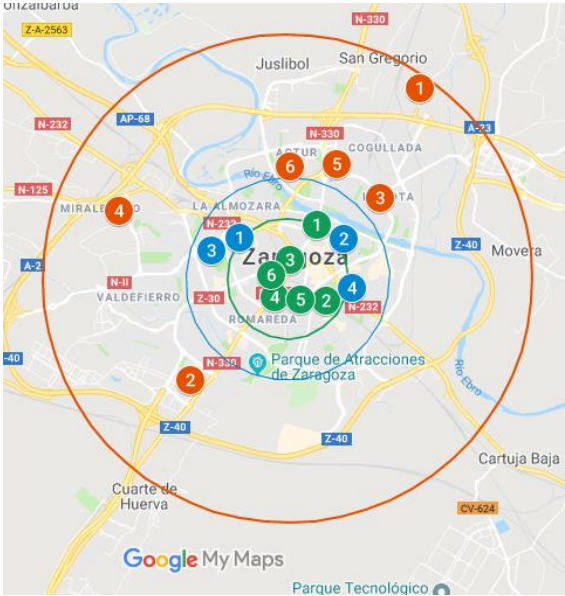 Z-A-2563
N-330
Juslibol
San Gregorio
1
N-232
AP-68
N-330
A-23
ACTUR
COGULLADA
6
5
Río Ebro
N-125
4
3
LA ALMOZARA
N-232
1
1
2
3
Zaragoza
Z-40
Movera
A-2
3
6
N-II
VALDEFIERRO
Z-30
4
5
2
4
N-232
ROMAREDA
N-330
Parque de Atracciones
de Zaragoza
-40
2
Río Ebro
Z-40
Z-40
Cartuja Baja
Cuarte de
Huerva
CV-624
Google My Maps
Parque Tecnológico